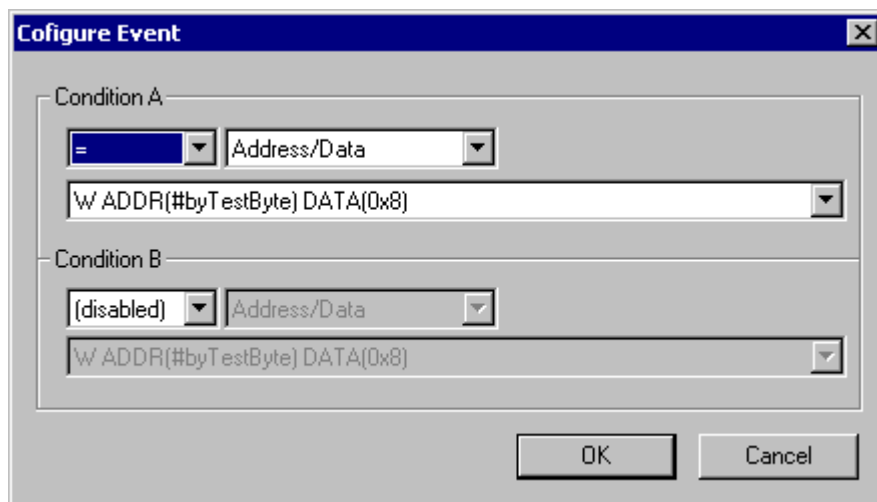 Cofigure Event
Condition A
= Address/Data
W ADDR(#byTestByte) DATA(0x8)
Condition B
(disabled) Address/Data
W ADDR(#byTestByte) DATA(0x8)
OK Cancel